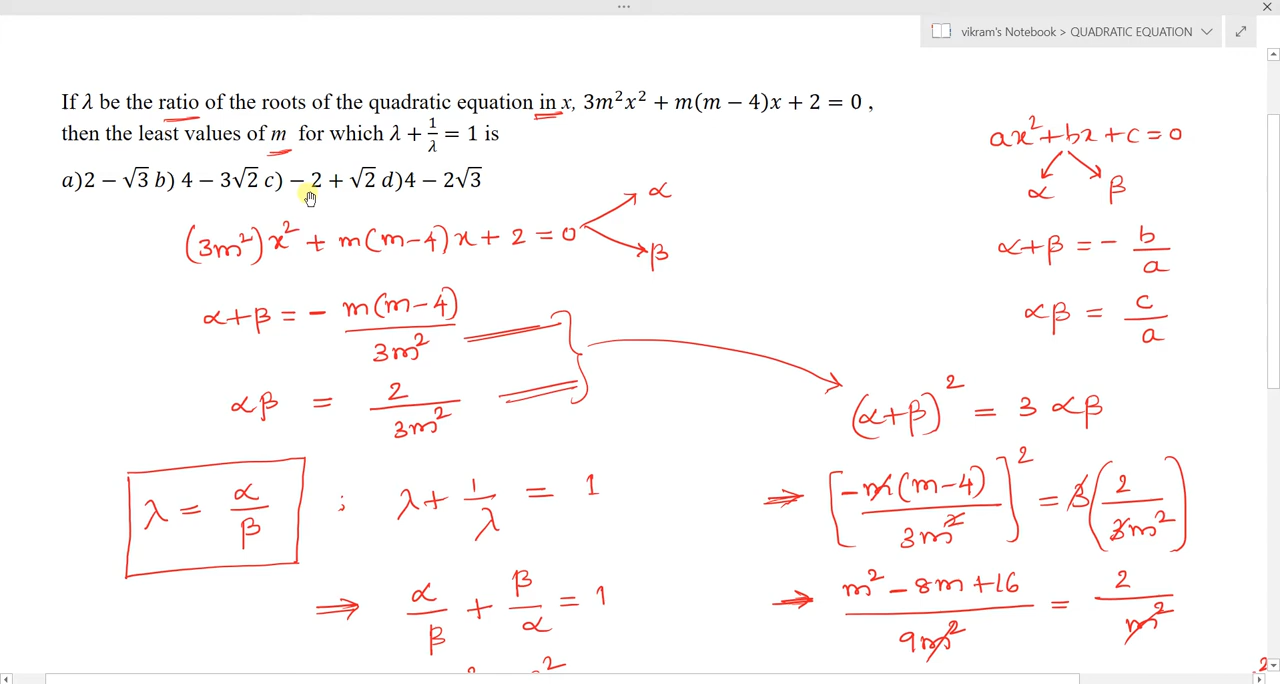 vikram's Notebook > QUADRATIC EQUATION
If λ be the ratio of the roots of the quadratic equation in x, 3m²x² + m(m − 4)x + 2 = 0 ,
then the least values of m for which λ + 1/λ = 1 is
a)2 − √3 b) 4 − 3√2 c) − 2 + √2 d)4 − 2√3
(3m²)x² + m(m−4)x + 2 = 0
α
β
α+β = − m(m−4)/3m²
αβ = 2/3m²
λ = α/β ; λ + 1/λ = 1
⇒ α/β + β/α = 1
ax²+bx+c=0
α β
α+β = − b/a
αβ = c/a
(α+β)² = 3 αβ
⇒ [−m(m−4)/3m²]² = 3(2/3m²)
⇒ m² − 8m + 16/9m² = 2/m²